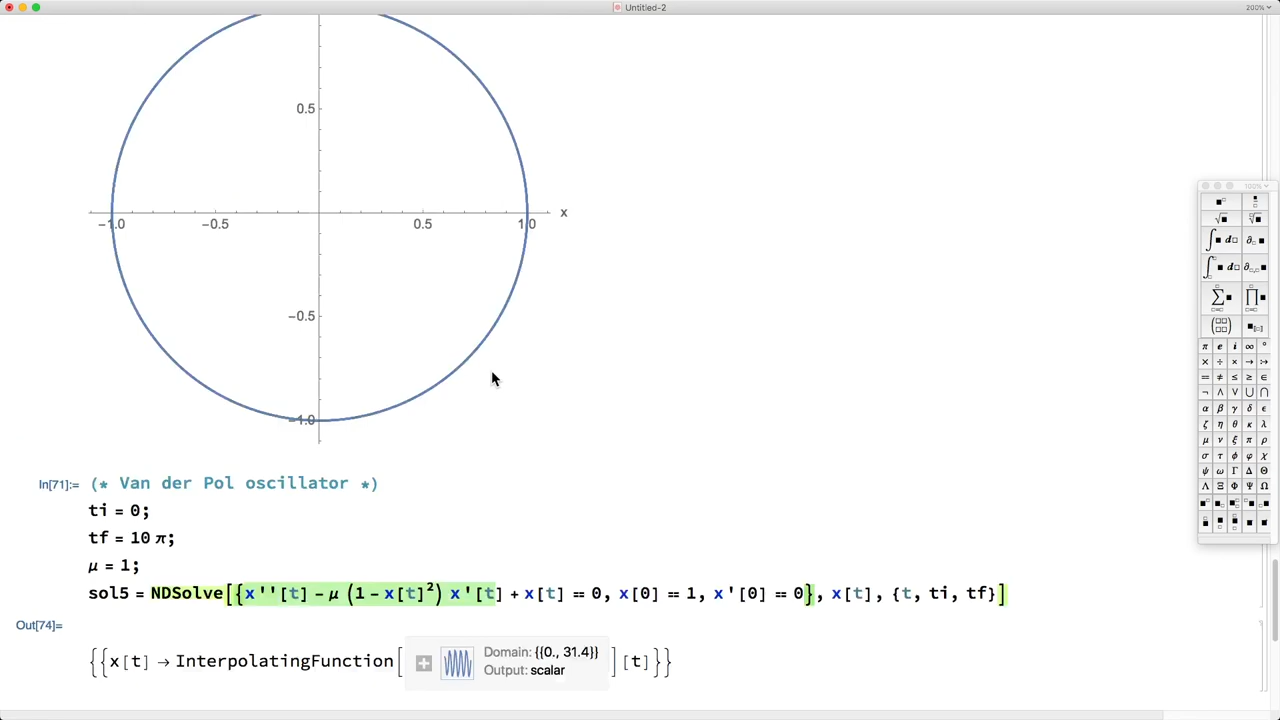 Untitled-2
200%
0.5
x
-1.0 -0.5 0.5 1.0
-0.5
-1.0
100%
In[71]:= (* Van der Pol oscillator *)
ti = 0;
tf = 10 π;
μ = 1;
sol5 = NDSolve[{x''[t] - μ (1 - x[t]²) x'[t] + x[t] == 0, x[0] == 1, x'[0] == 0}, x[t], {t, ti, tf}]
Out[74]=
{{x[t] → InterpolatingFunction[ Domain: {{0., 31.4}} Output: scalar ][t]}}
π e i ∞ °
× ÷ × → :→
== ≠ ≤ ≥ ∈
¬ ∧ ∨ ∪ ∩
α β γ δ ε
ζ η θ κ λ
μ ν ξ π ρ
σ τ ϕ φ χ
ψ ω Γ Δ Θ
Λ Ξ Φ Ψ Ω